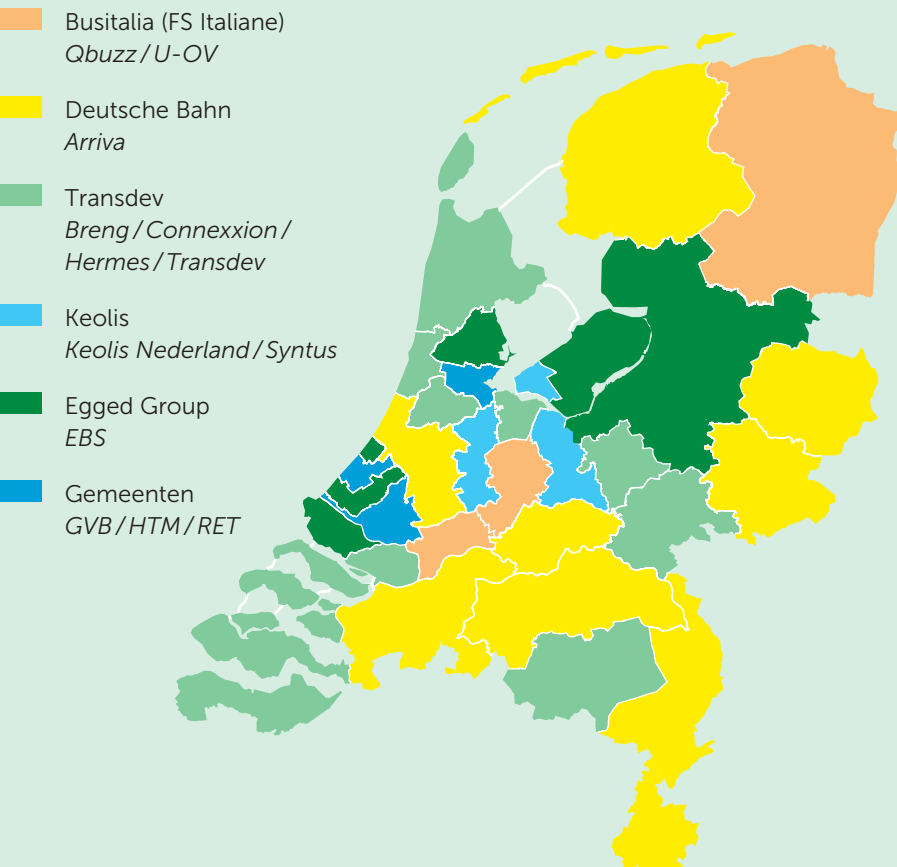 Busitalia (FS Italiane)
Qbuzz / U-OV
Deutsche Bahn
Arriva
Transdev
Breng / Connexxion /
Hermes / Transdev
Keolis
Keolis Nederland / Syntus
Egged Group
EBS
Gemeenten
GVB / HTM / RET